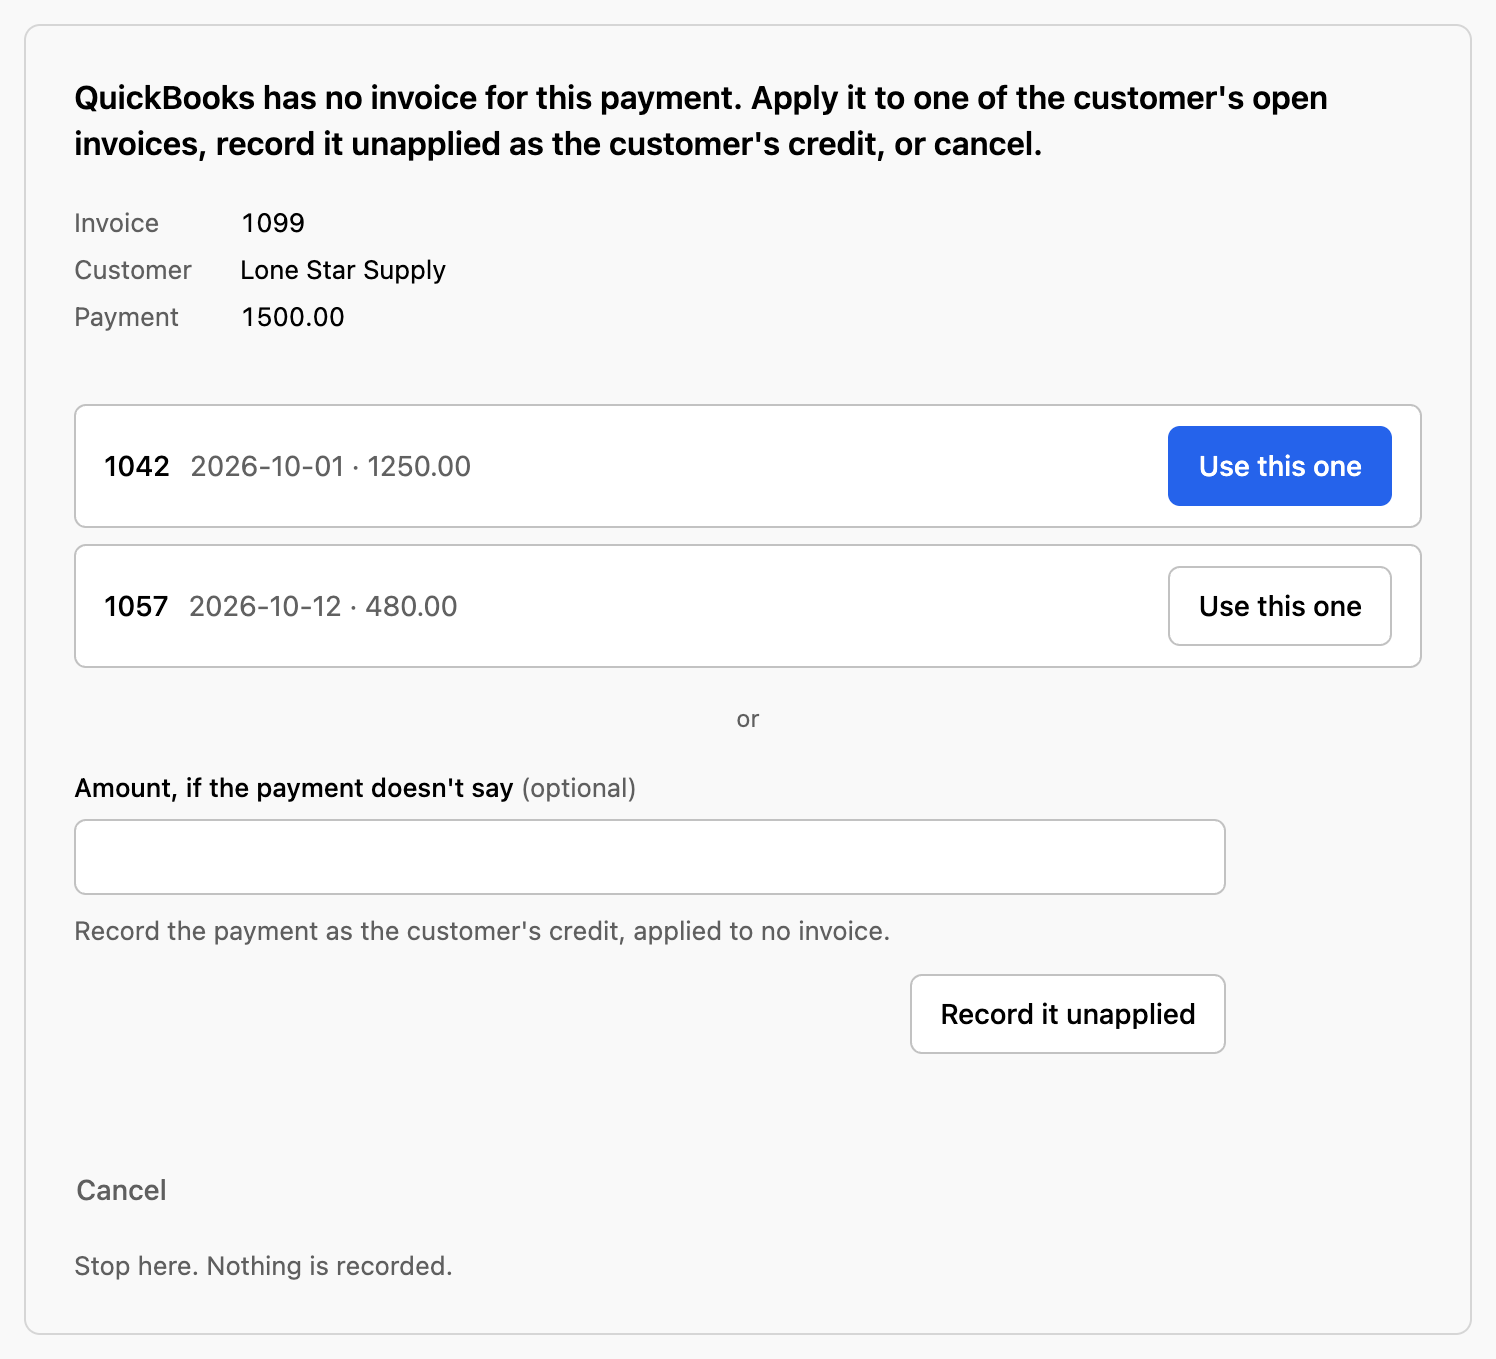 QuickBooks has no invoice for this payment. Apply it to one of the customer's open
invoices, record it unapplied as the customer's credit, or cancel.
Invoice 1099
Customer Lone Star Supply
Payment 1500.00
1042 2026-10-01 · 1250.00 Use this one
1057 2026-10-12 · 480.00 Use this one
or
Amount, if the payment doesn't say (optional)
Record the payment as the customer's credit, applied to no invoice.
Record it unapplied
Cancel
Stop here. Nothing is recorded.